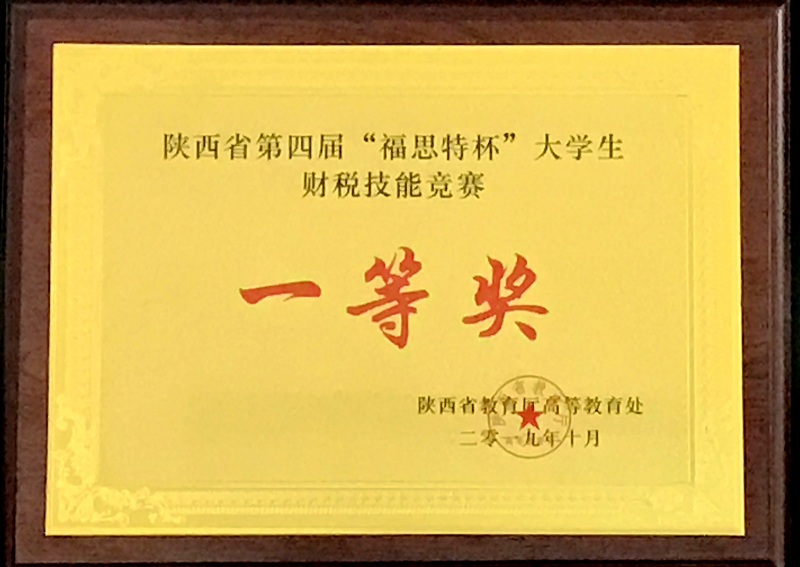 陕西省第四届“福思特杯”大学生
财税技能竞赛
一等奖
陕西省教育厅高等教育处
二零一九年十月